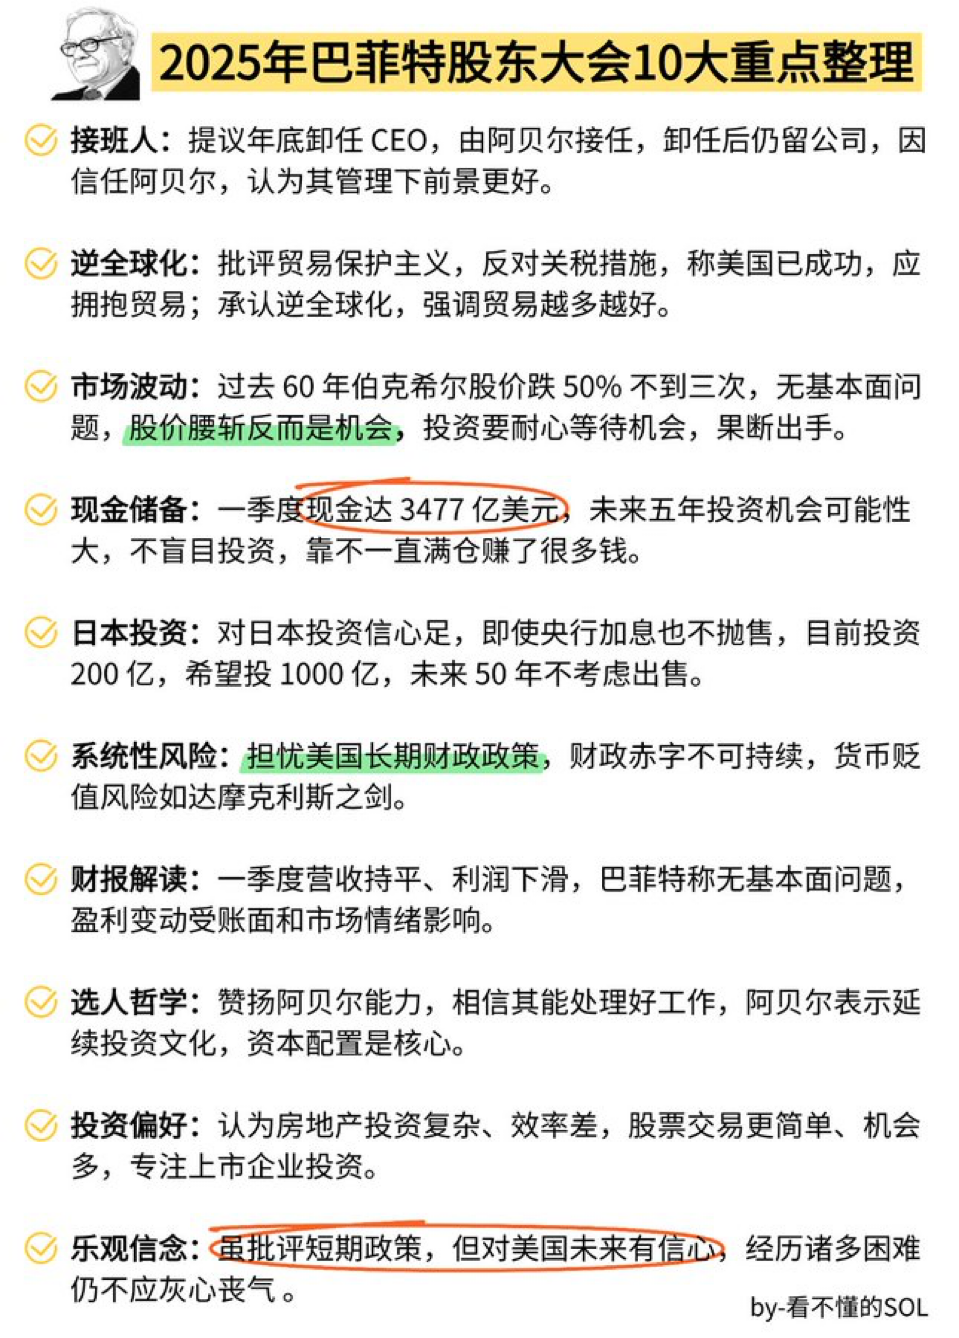 2025年巴菲特股东大会10大重点整理
接班人：提议年底卸任 CEO，由阿贝尔接任，卸任后仍留公司，因
信任阿贝尔，认为其管理下前景更好。
逆全球化：批评贸易保护主义，反对关税措施，称美国已成功，应
拥抱贸易；承认逆全球化，强调贸易越多越好。
市场波动：过去 60 年伯克希尔股价跌 50% 不到三次，无基本面问
题，股价腰斩反而是机会，投资要耐心等待机会，果断出手。
现金储备：一季度现金达 3477 亿美元，未来五年投资机会可能性
大，不盲目投资，靠不一直满仓赚了很多钱。
日本投资：对日本投资信心足，即使央行加息也不抛售，目前投资
200 亿，希望投 1000 亿，未来 50 年不考虑出售。
系统性风险：担忧美国长期财政政策，财政赤字不可持续，货币贬
值风险如达摩克利斯之剑。
财报解读：一季度营收持平、利润下滑，巴菲特称无基本面问题，
盈利变动受账面和市场情绪影响。
选人哲学：赞扬阿贝尔能力，相信其能处理好工作，阿贝尔表示延
续投资文化，资本配置是核心。
投资偏好：认为房地产投资复杂、效率差，股票交易更简单、机会
多，专注上市企业投资。
乐观信念：虽批评短期政策，但对美国未来有信心，经历诸多困难
仍不应灰心丧气 。
by-看不懂的SOL